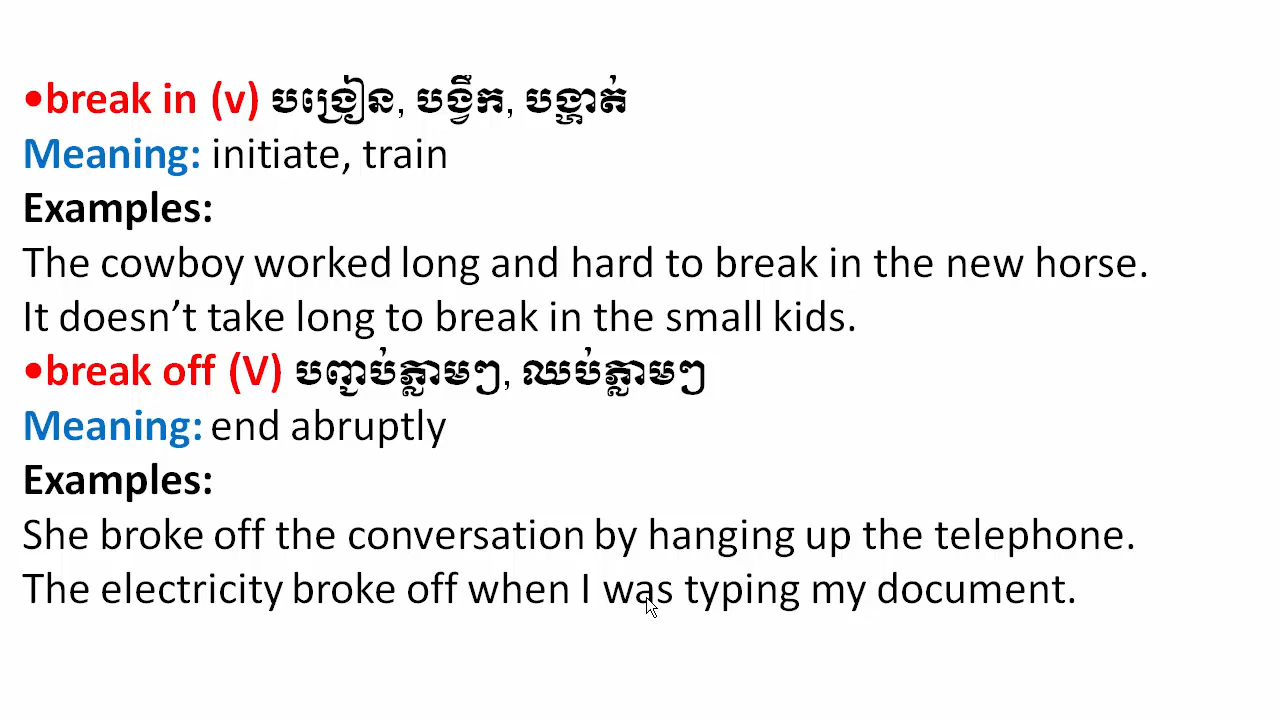 •break in (v) បង្រៀន, បង្វឹក, បង្ហាត់
Meaning: initiate, train
Examples:
The cowboy worked long and hard to break in the new horse.
It doesn’t take long to break in the small kids.
•break off (V) បញ្ជប់ភ្លាមៗ, ឈប់ភ្លាមៗ
Meaning: end abruptly
Examples:
She broke off the conversation by hanging up the telephone.
The electricity broke off when I was typing my document.